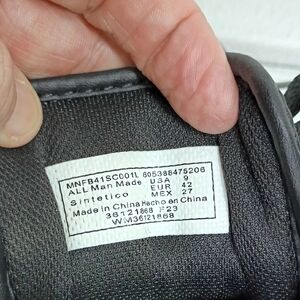 MNFB41SC001L 605388475206
ALL Man Made USA 9
Sintetico EUR 42
MEX 27
Made in China Hecho en China
36121868 F23
WM36121868